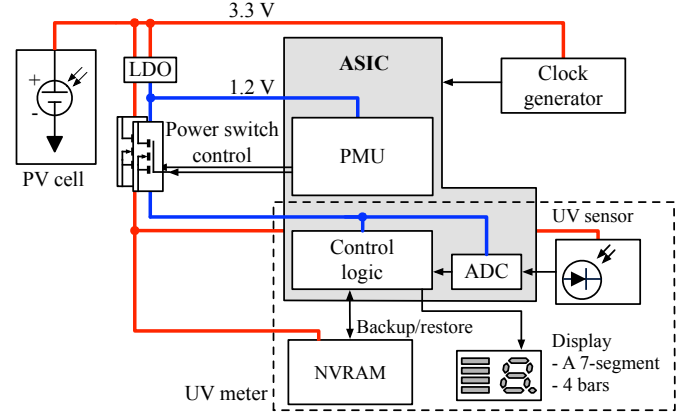 3.3 V
ASIC
LDO
Clock
generator
+
-
1.2 V
Power switch
control
PMU
PV cell
UV sensor
Control
logic
ADC
Backup/restore
Display
- A 7-segment
- 4 bars
NVRAM
UV meter